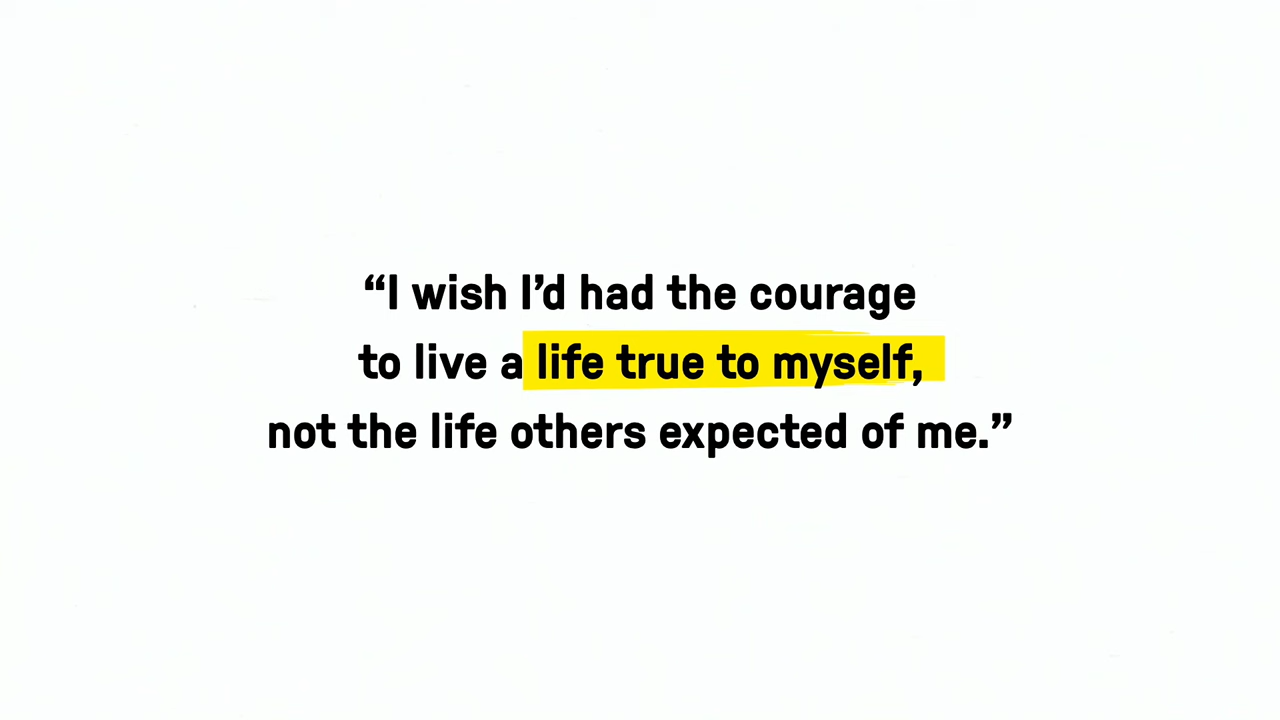 “I wish I’d had the courage
to live a life true to myself,
not the life others expected of me.”